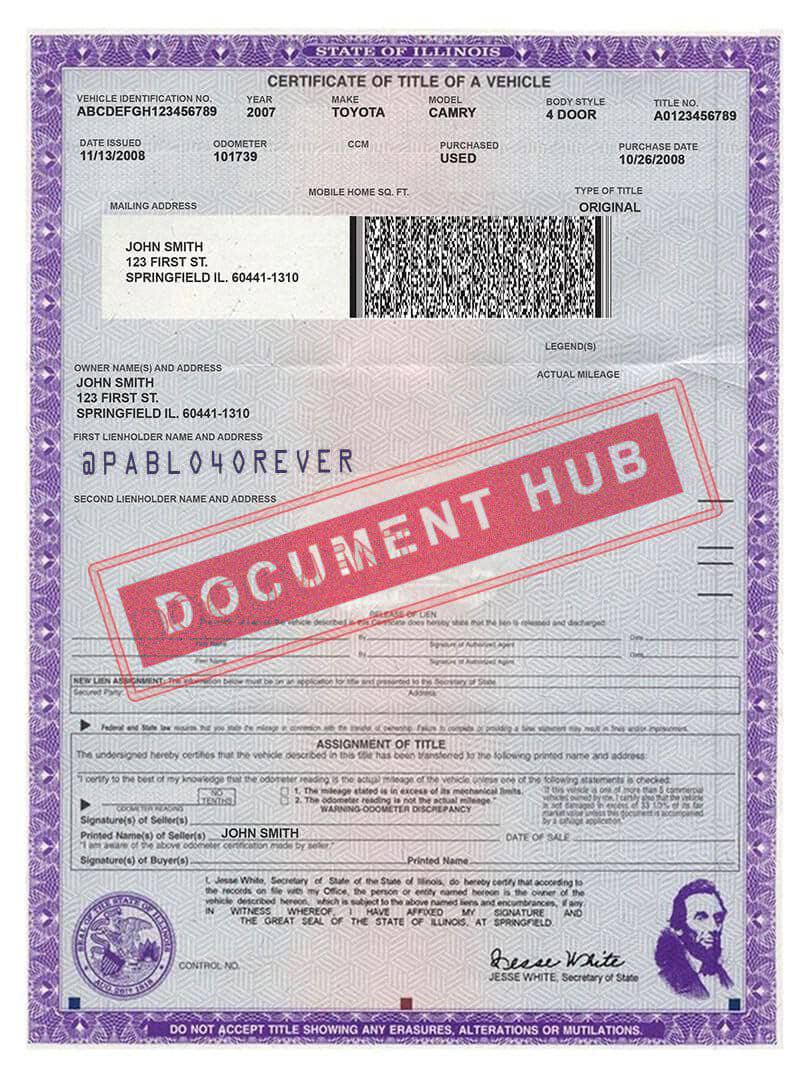 STATE OF ILLINOIS
CERTIFICATE OF TITLE OF A VEHICLE
VEHICLE IDENTIFICATION NO. YEAR MAKE MODEL BODY STYLE TITLE NO.
ABCDEFGH123456789 2007 TOYOTA CAMRY 4 DOOR A0123456789
DATE ISSUED ODOMETER CCM PURCHASED PURCHASE DATE
11/13/2008 101739 USED 10/26/2008
MOBILE HOME SQ. FT. TYPE OF TITLE
MAILING ADDRESS ORIGINAL
JOHN SMITH
123 FIRST ST.
SPRINGFIELD IL. 60441-1310
LEGEND(S)
OWNER NAME(S) AND ADDRESS ACTUAL MILEAGE
JOHN SMITH
123 FIRST ST.
SPRINGFIELD IL. 60441-1310
FIRST LIENHOLDER NAME AND ADDRESS
@PABLO4OREVER
SECOND LIENHOLDER NAME AND ADDRESS
DOCUMENT HUB
RELEASE OF LIEN
vehicle described in this Certificate does hereby state that the lien is released and discharged
Firm Name By Signature of Authorized Agent Date
Firm Name By Signature of Authorized Agent Date
NEW LIEN ASSIGNMENT: The information below must be on an application for title and presented to the Secretary of State.
Secured Party: Address:
Federal and State law requires that you state the mileage in connection with the transfer of ownership. Failure to complete or providing a false statement may result in fines and/or imprisonment.
ASSIGNMENT OF TITLE
The undersigned hereby certifies that the vehicle described in this title has been transferred to the following printed name and address:
"I certify to the best of my knowledge that the odometer reading is the actual mileage of the vehicle unless one of the following statements is checked:
NO TENTHS
ODOMETER READING
1. The mileage stated is in excess of its mechanical limits.
2. The odometer reading is not the actual mileage."
WARNING-ODOMETER DISCREPANCY
If this vehicle is one of more than 5 commercial
vehicles owned by me, I certify also that the vehicle
is not damaged in excess of 33 1/3% of its fair
market value unless this document is accompanied
by a salvage application."
Signature(s) of Seller(s)
Printed Name(s) of Seller(s) JOHN SMITH DATE OF SALE
"I am aware of the above odometer certification made by seller."
Signature(s) of Buyer(s) Printed Name
I, Jesse White, Secretary of State of the State of Illinois, do hereby certify that according to
the records on file with my Office, the person or entity named hereon is the owner of the
vehicle described hereon, which is subject to the above named liens and encumbrances, if any.
IN WITNESS WHEREOF, I HAVE AFFIXED MY SIGNATURE AND
THE GREAT SEAL OF THE STATE OF ILLINOIS, AT SPRINGFIELD.
SEAL OF THE STATE OF ILLINOIS
AUG. 26TH 1818
CONTROL NO.
Jesse White
JESSE WHITE, Secretary of State
DO NOT ACCEPT TITLE SHOWING ANY ERASURES, ALTERATIONS OR MUTILATIONS.